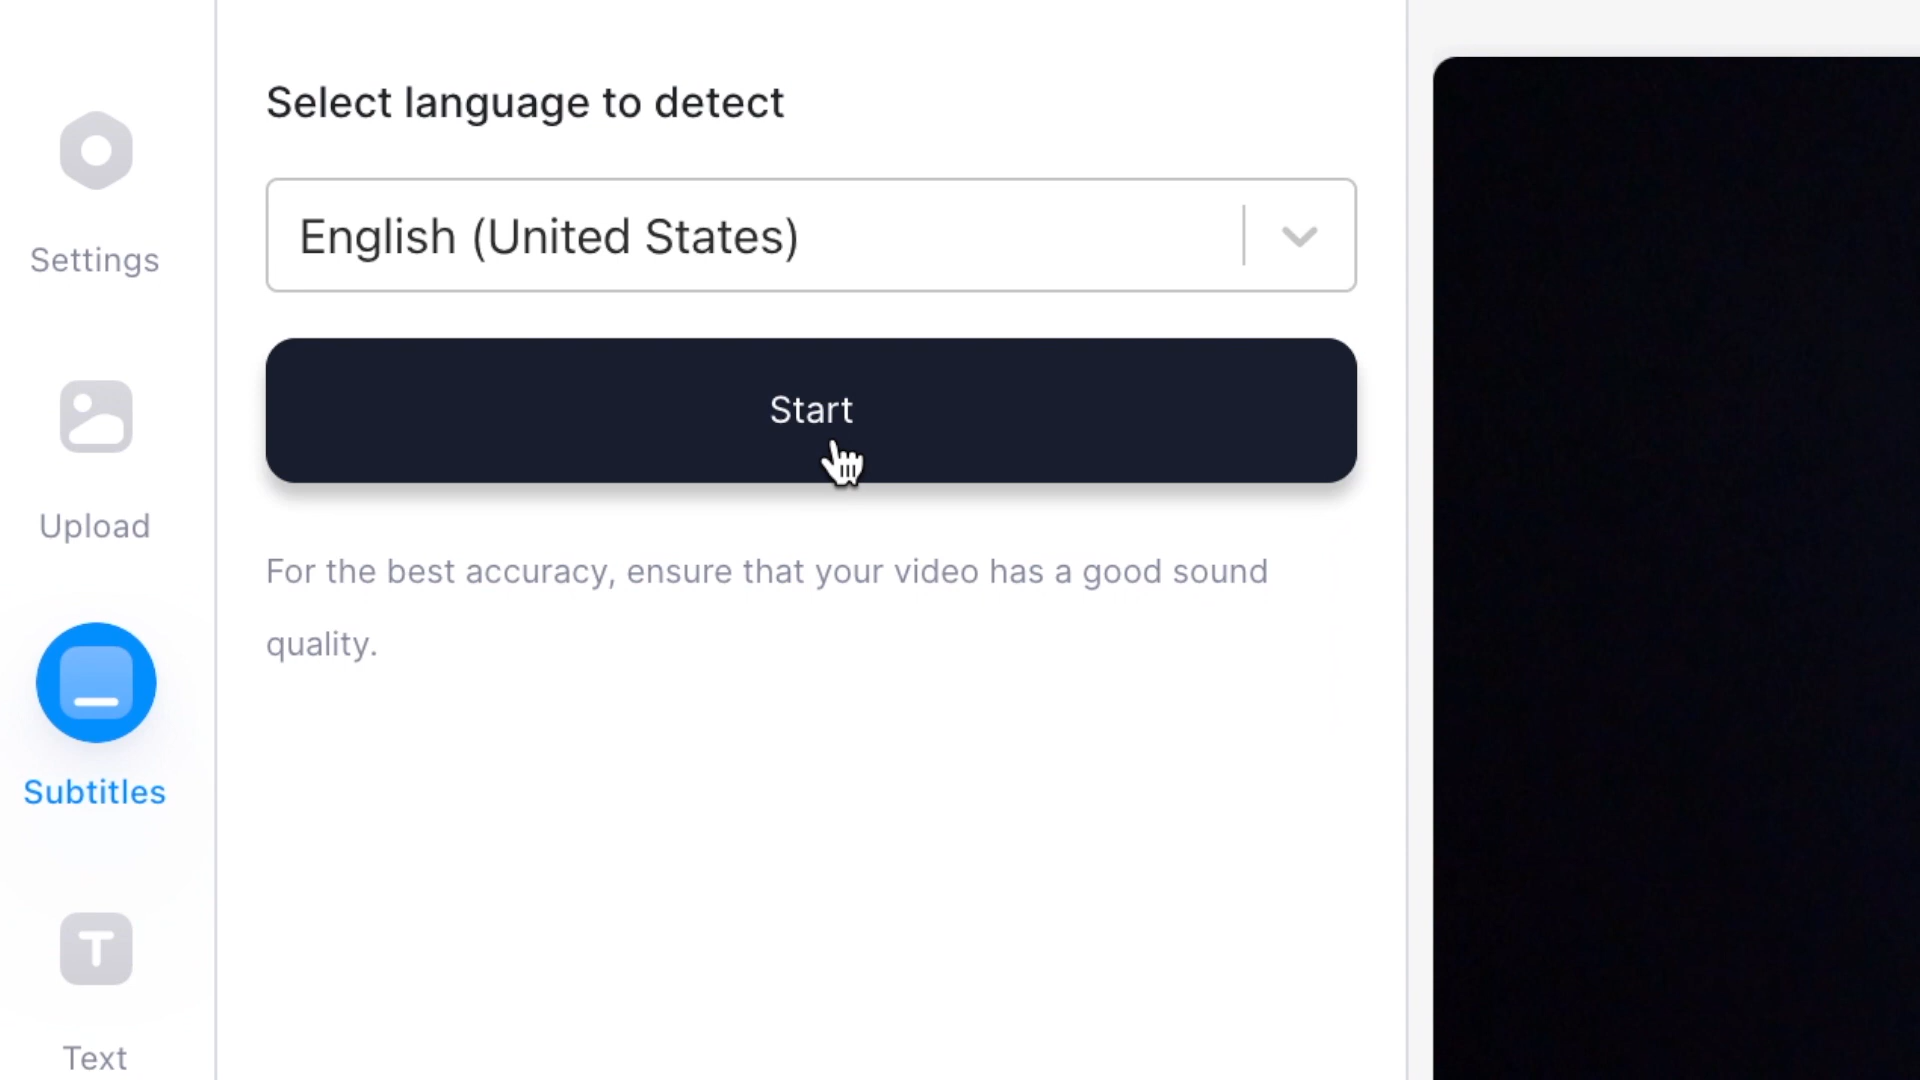 Select language to detect
English (United States)
Start
For the best accuracy, ensure that your video has a good sound
quality.
Settings
Upload
Subtitles
T
Text